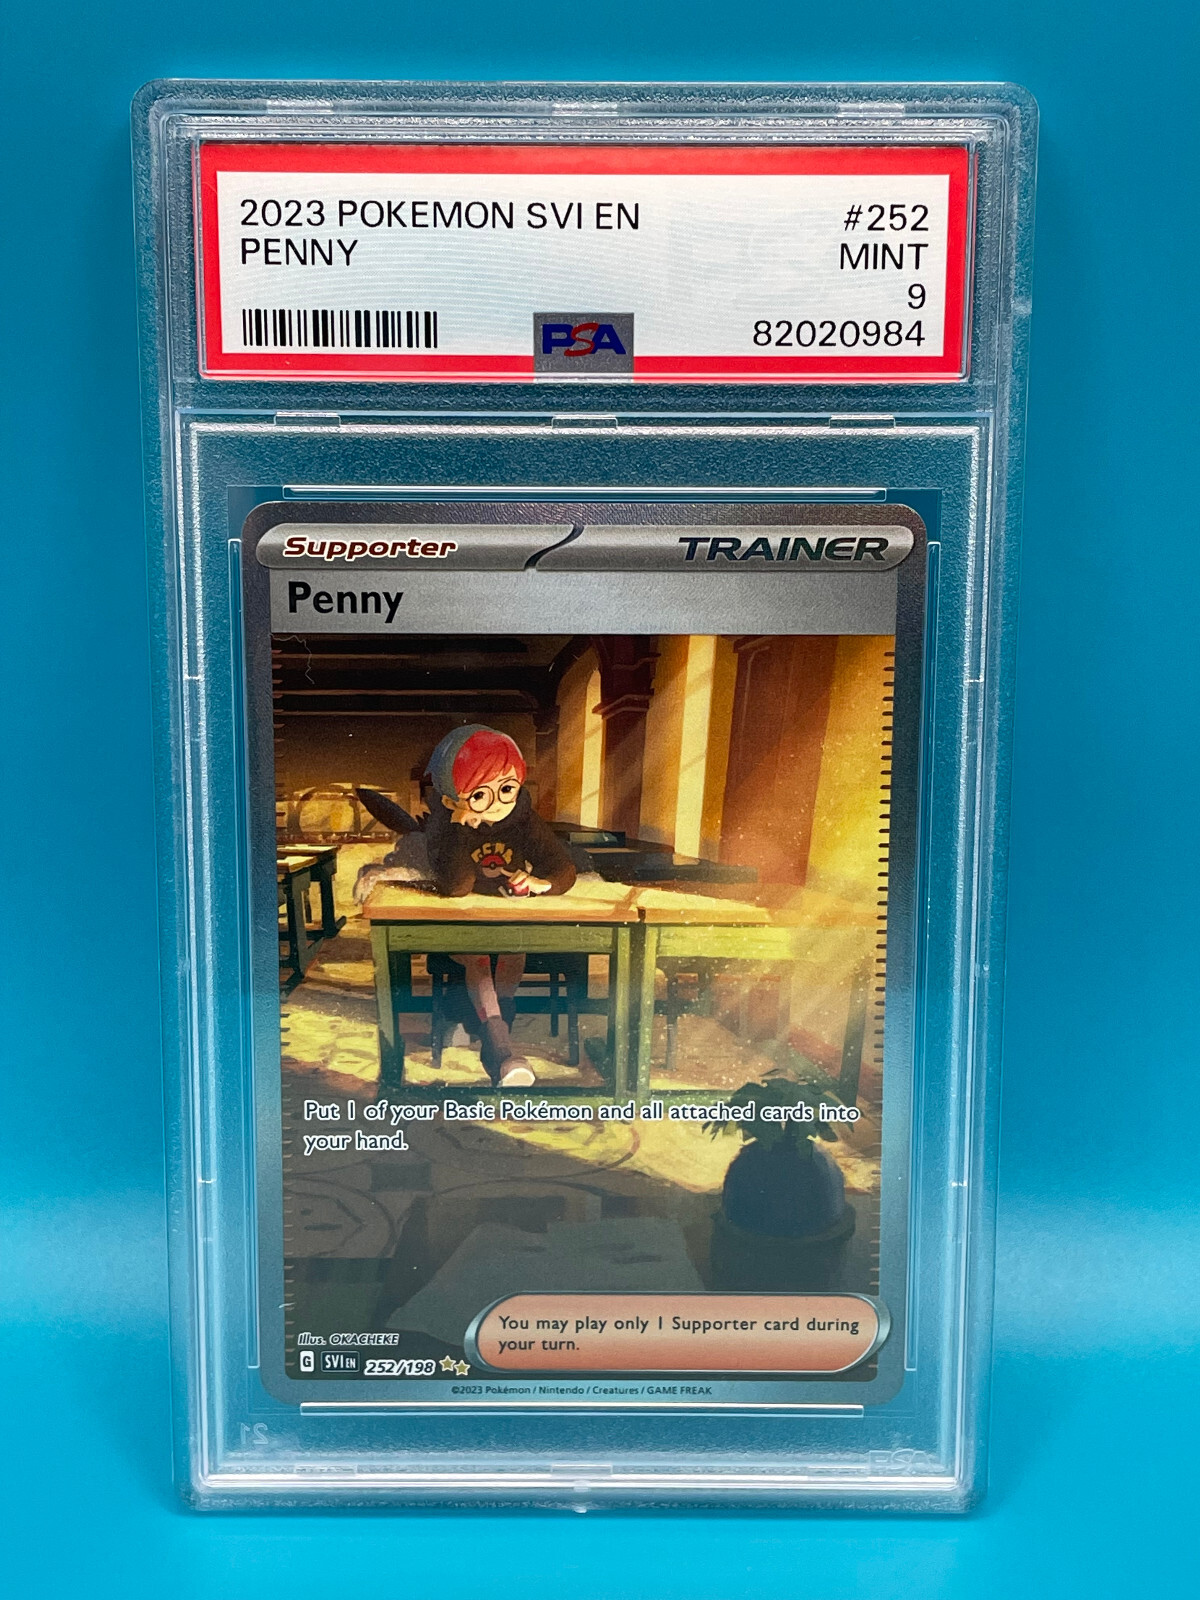 2023 POKEMON SVI EN
#252
PENNY
MINT
9
PSA
82020984
Supporter
TRAINER
Penny
Put 1 of your Basic Pokémon and all attached cards into
your hand.
You may play only 1 Supporter card during
your turn.
Illus. OKACHEKE
G SVI EN 252/198
©2023 Pokémon / Nintendo / Creatures / GAME FREAK